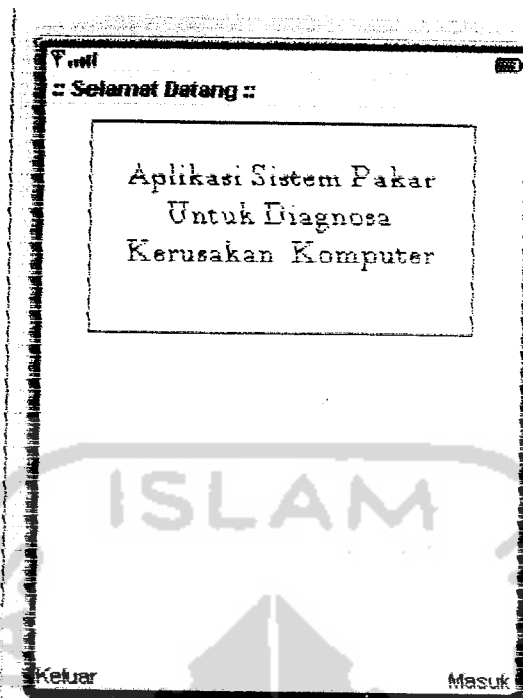 :: Selamat Datang ::
Aplikasi Sistem Pakar
Untuk Diagnosa
Kerusakan Komputer
ISLAM
Keluar
Masuk